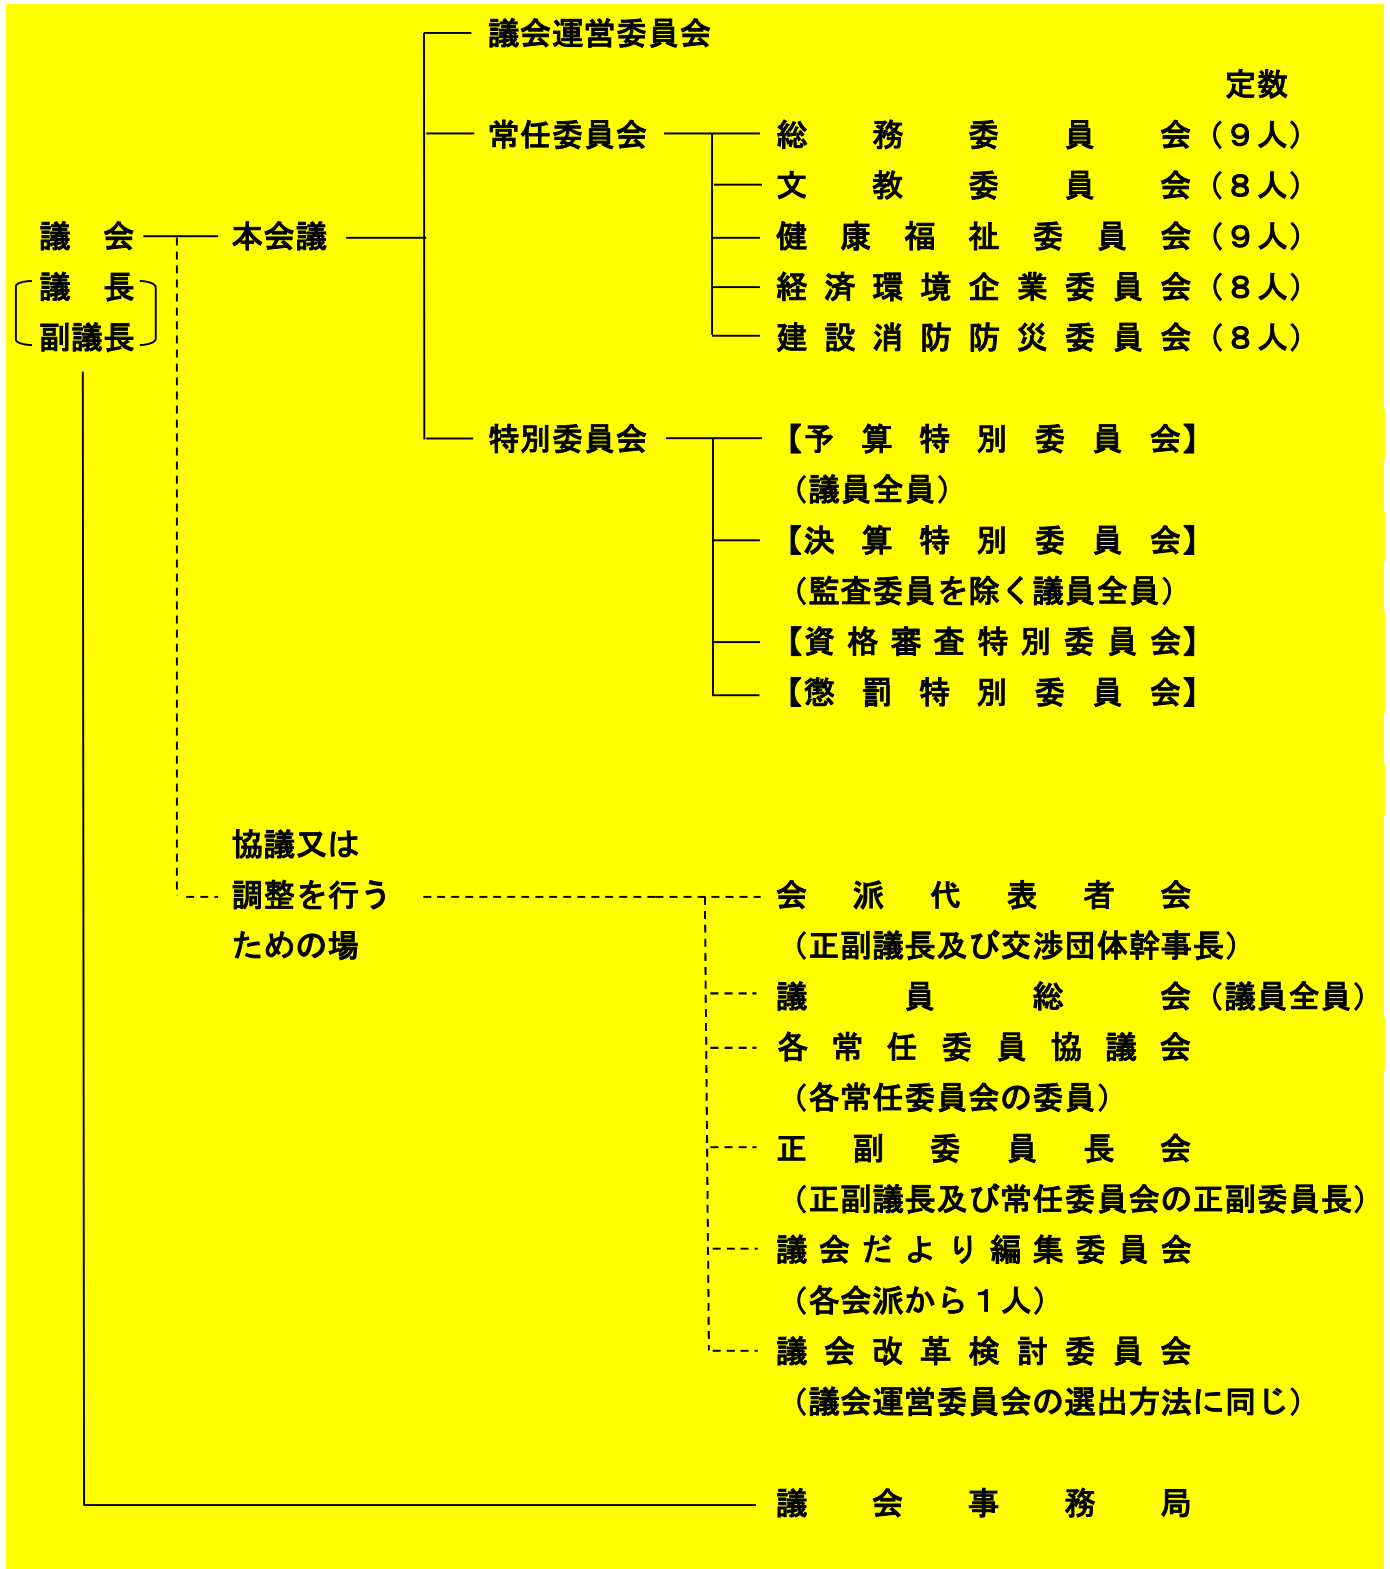 議会運営委員会
定数
常任委員会 総務委員会（９人）
文教委員会（８人）
議会 本会議 健康福祉委員会（９人）
議長 経済環境企業委員会（８人）
副議長 建設消防防災委員会（８人）
特別委員会 【予算特別委員会】
（議員全員）
【決算特別委員会】
（監査委員を除く議員全員）
【資格審査特別委員会】
【懲罰特別委員会】
協議又は
調整を行う 会派代表者会
ための場 （正副議長及び交渉団体幹事長）
議員総会（議員全員）
各常任委員協議会
（各常任委員会の委員）
正副委員長会
（正副議長及び常任委員会の正副委員長）
議会だより編集委員会
（各会派から１人）
議会改革検討委員会
（議会運営委員会の選出方法に同じ）
議会事務局